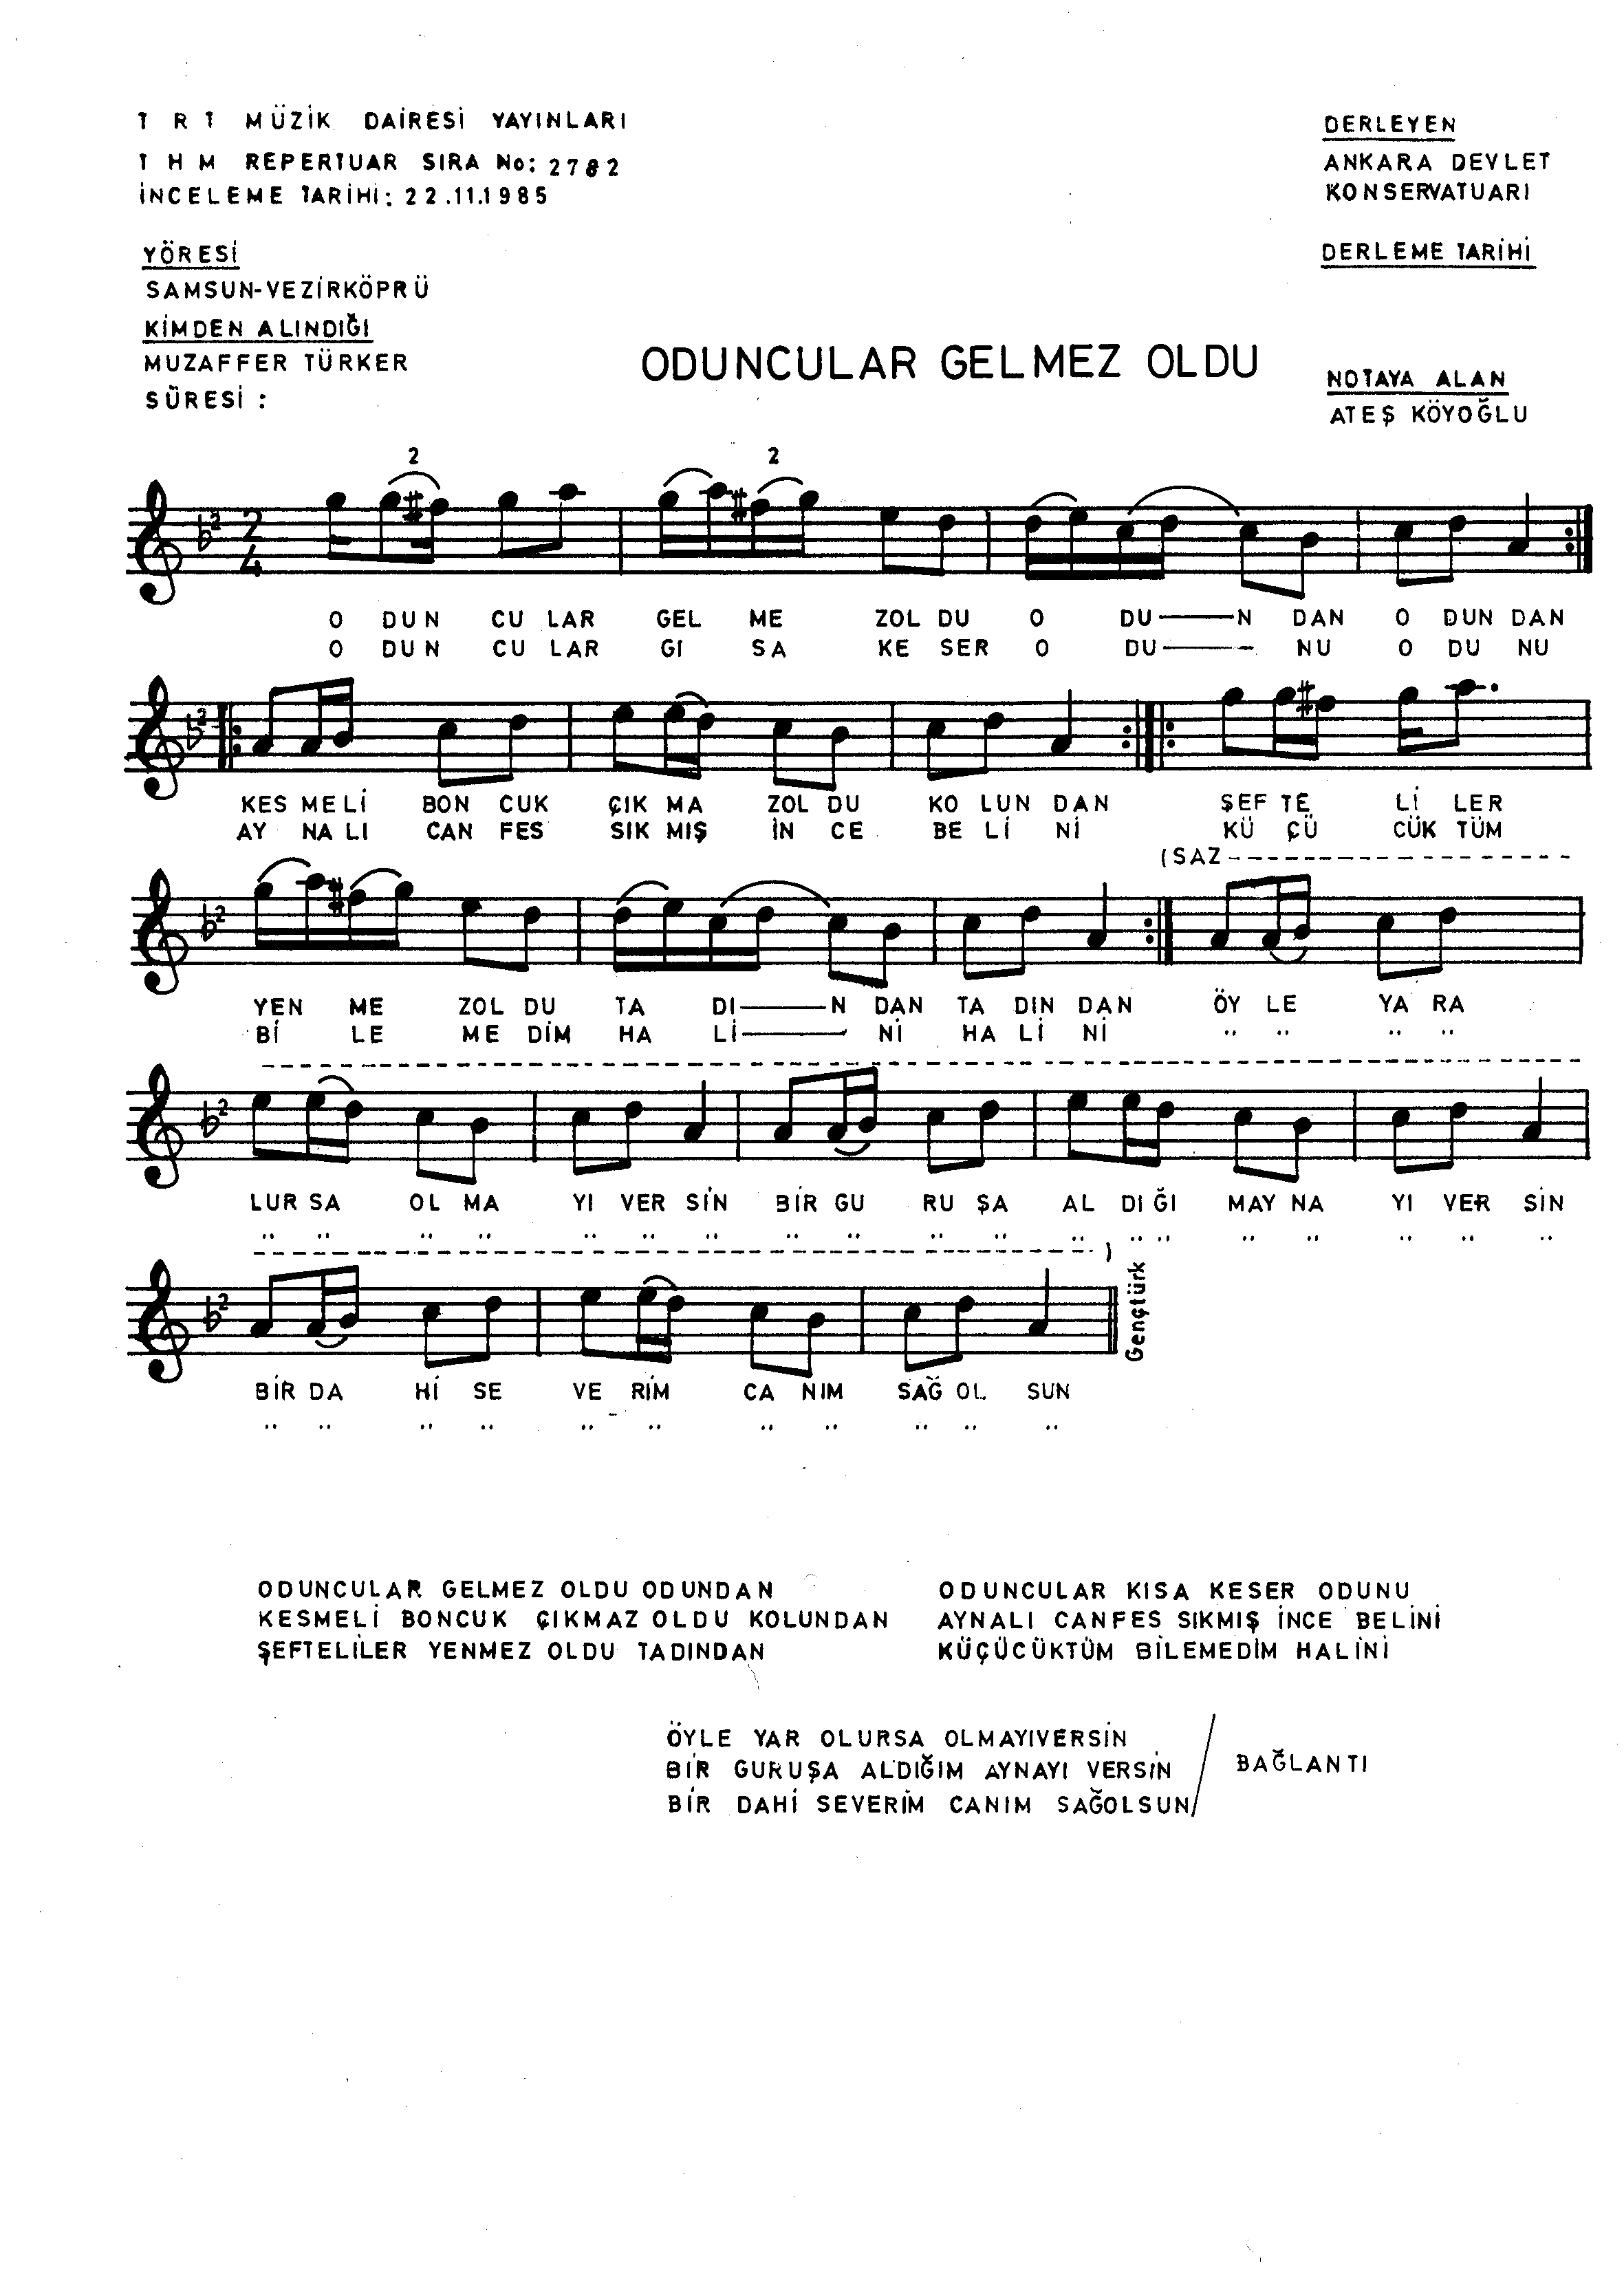 TRT MÜZİK DAİRESİ YAYINLARI
THM REPERTUAR SIRA No: 2782
İNCELEME TARİHİ: 22.11.1985
DERLEYEN
ANKARA DEVLET
KONSERVATUARI
YÖRESİ
SAMSUN-VEZİRKÖPRÜ
DERLEME TARİHİ
KİMDEN ALINDIĞI
MUZAFFER TÜRKER
SÜRESİ :
ODUNCULAR GELMEZ OLDU
NOTAYA ALAN
ATEŞ KÖYOĞLU
2 2
2
2
4
O DUN CU LAR GEL ME ZOL DU O DU——N DAN O DUN DAN
O DUN CU LAR GI SA KE SER O DU——- NU O DU NU
2
KES ME Lİ BON CUK ÇIK MA ZOL DU KO LUN DAN ŞEF TE Lİ LER
AY NA LI CAN FES SIK MIŞ İN CE BE Lİ Nİ KÜ ÇÜ CÜK TÜM
(SAZ--------------------
2
YEN ME ZOL DU TA DI——N DAN TA DIN DAN ÖY LE YA RA
Bİ LE ME DİM HA Lİ—— Nİ HA Lİ Nİ " " " "
2
LUR SA OL MA YI VER SİN BİR GU RU ŞA AL DI ĞI MAY NA YI VER SİN
" " " " " " " " " " " " " " " " " " "
--------------------)
2
Gençtürk
BİR DA Hİ SE VE RİM CA NIM SAĞ OL SUN
" " " " " " " " " " "
ODUNCULAR GELMEZ OLDU ODUNDAN
KESMELİ BONCUK ÇIKMAZ OLDU KOLUNDAN
ŞEFTELİLER YENMEZ OLDU TADINDAN
ODUNCULAR KISA KESER ODUNU
AYNALI CANFES SIKMIŞ İNCE BELİNİ
KÜÇÜCÜKTÜM BİLEMEDİM HALİNİ
ÖYLE YAR OLURSA OLMAYIVERSİN
BİR GURUŞA ALDIĞIM AYNAYI VERSİN
BİR DAHİ SEVERİM CANIM SAĞOLSUN
BAĞLANTI